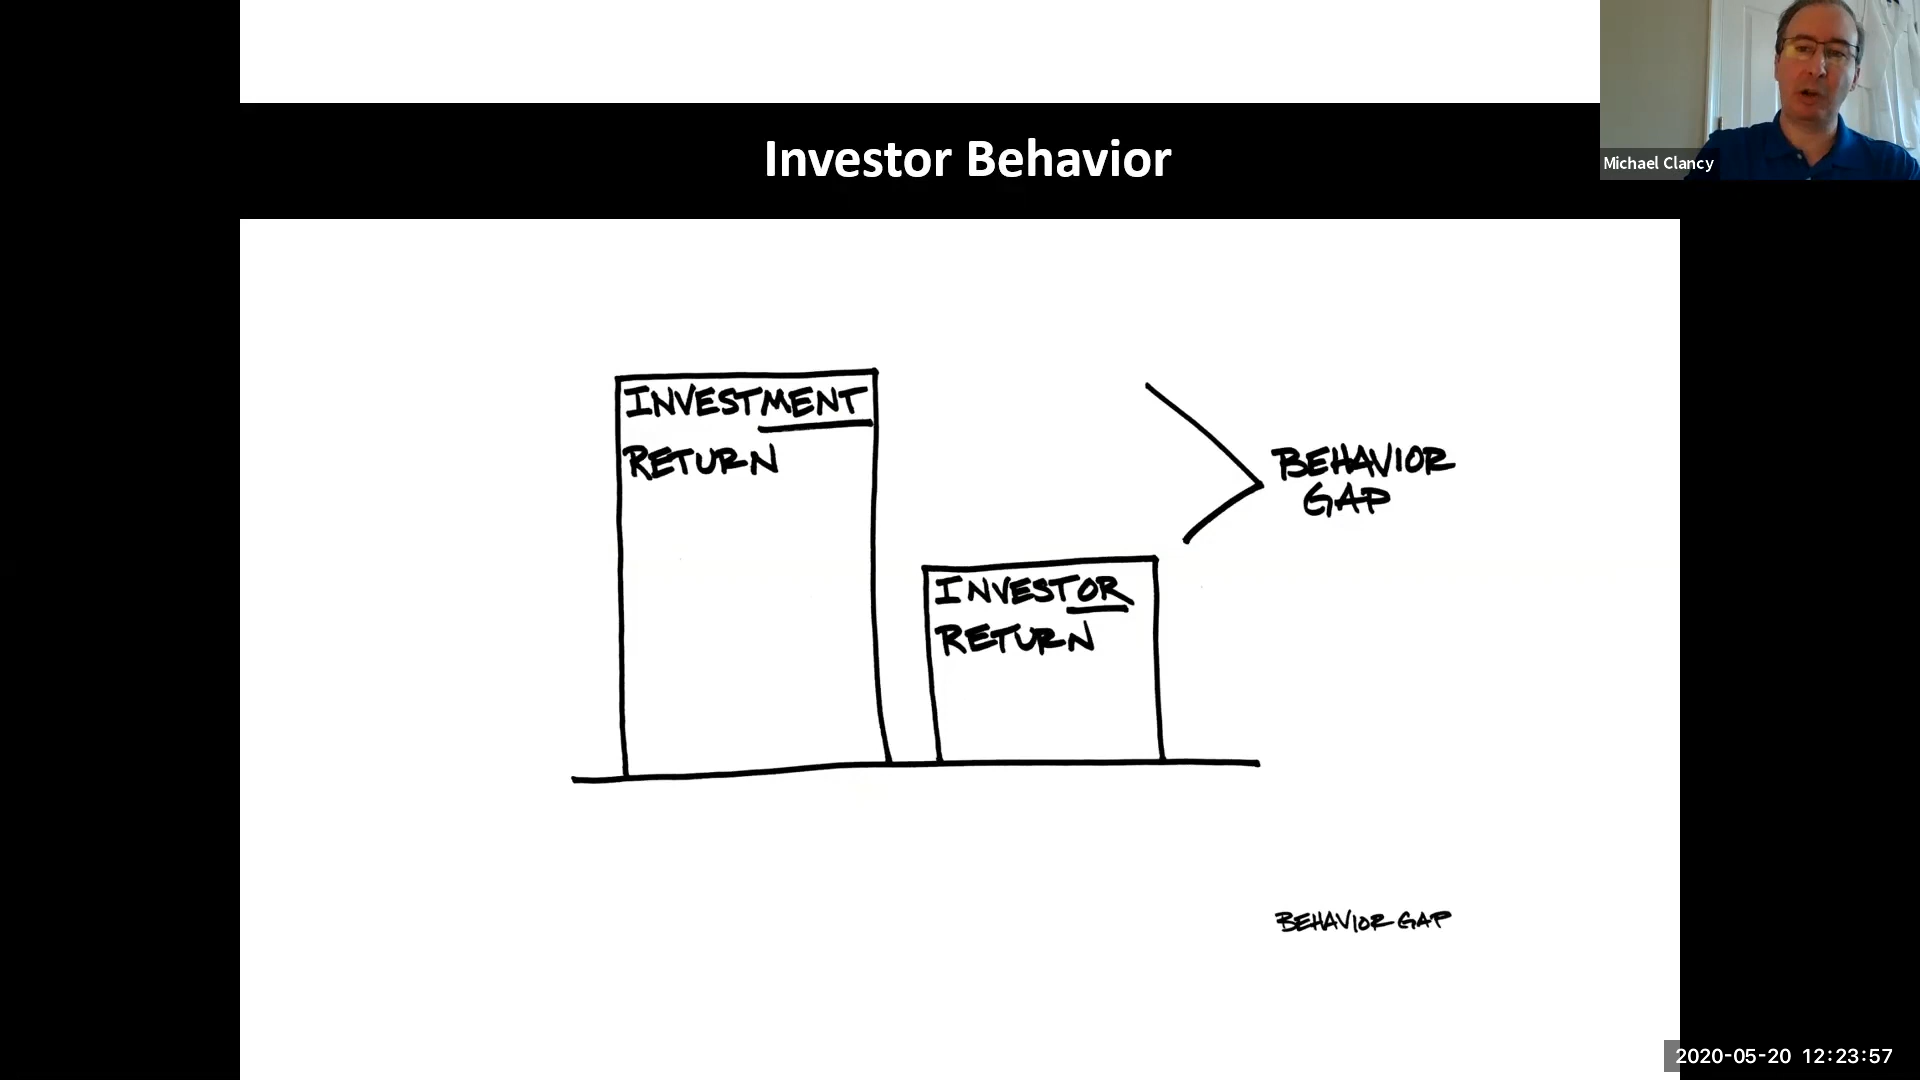 Investor Behavior
Michael Clancy
INVESTMENT
RETURN
BEHAVIOR
GAP
INVESTOR
RETURN
BEHAVIOR GAP
2020-05-20 12:23:57